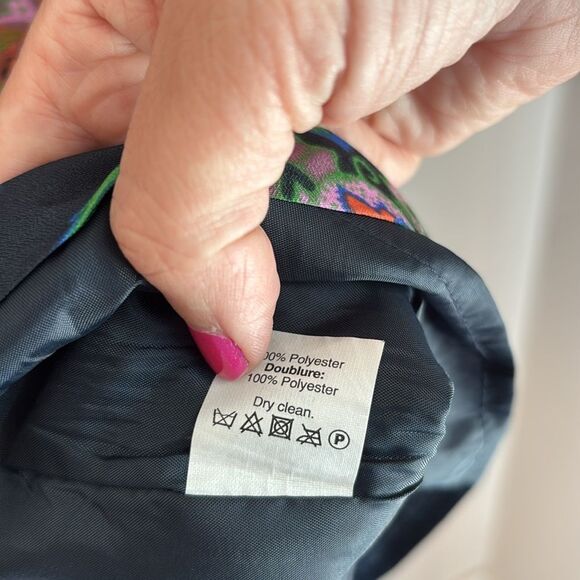 00% Polyester
Doublure:
100% Polyester
Dry clean.
P